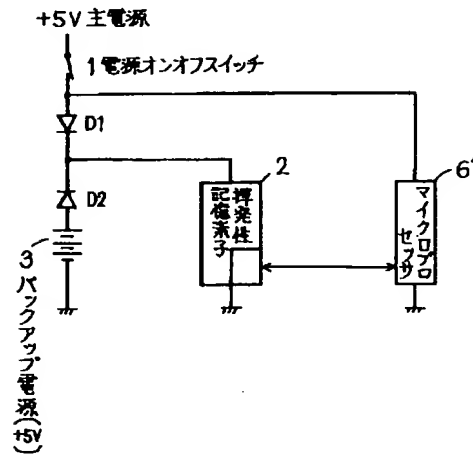 +5V 主電源
1 電源オンオフスイッチ
D1
D2
2
揮発性
記憶素子
6'
マイクロプロ
セッサ
3
バックアップ電源(+5V)